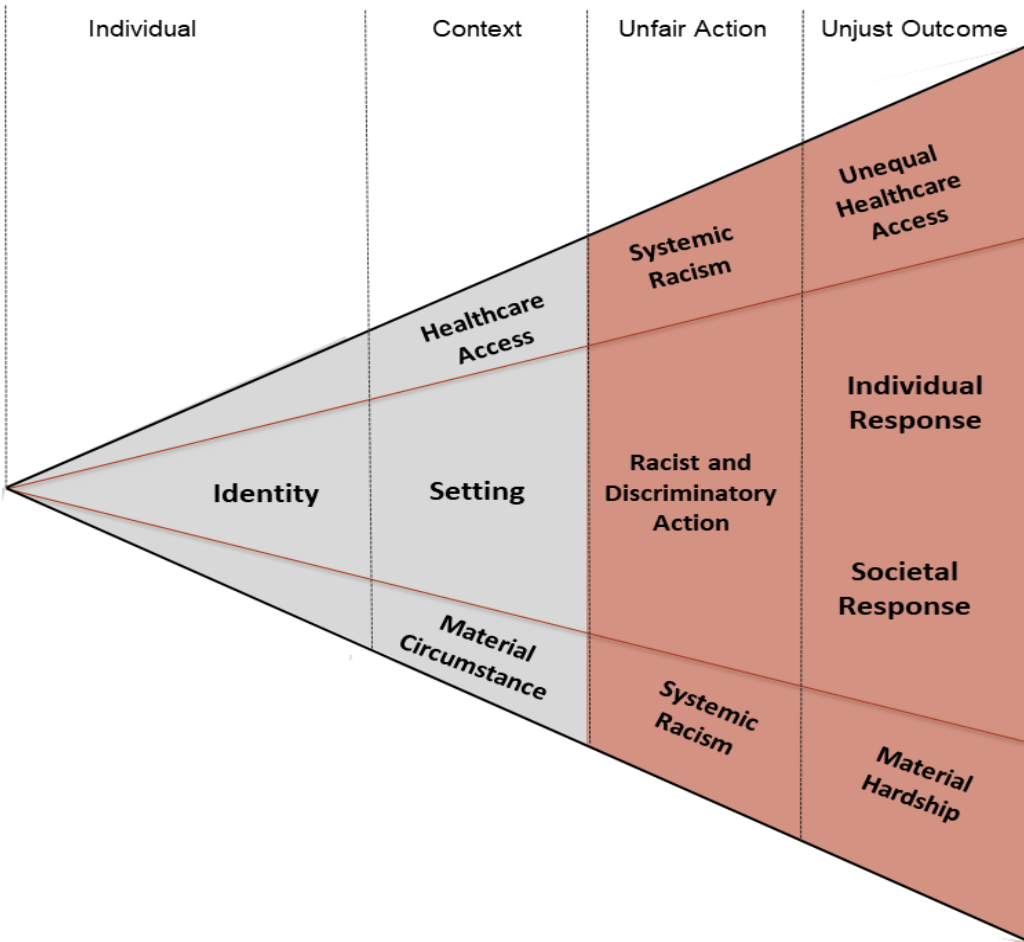 Individual
Context
Unfair Action
Unjust Outcome
Unequal
Healthcare
Access
Systemic
Racism
Healthcare
Access
Individual
Response
Identity
Setting
Racist and
Discriminatory
Action
Societal
Response
Material
Circumstance
Systemic
Racism
Material
Hardship